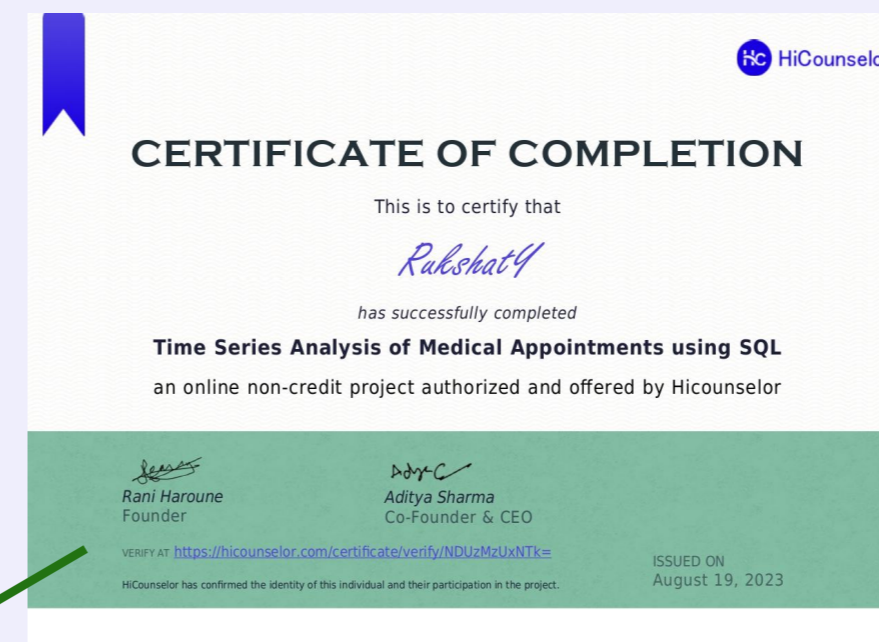 Hc HiCounselo
CERTIFICATE OF COMPLETION
This is to certify that
RukshatY
has successfully completed
Time Series Analysis of Medical Appointments using SQL
an online non-credit project authorized and offered by Hicounselor
Rani Haroune
Founder
Aditya Sharma
Co-Founder & CEO
VERIFY AT https://hicounselor.com/certificate/verify/NDUzMzUxNTk=
HiCounselor has confirmed the identity of this individual and their participation in the project.
ISSUED ON
August 19, 2023